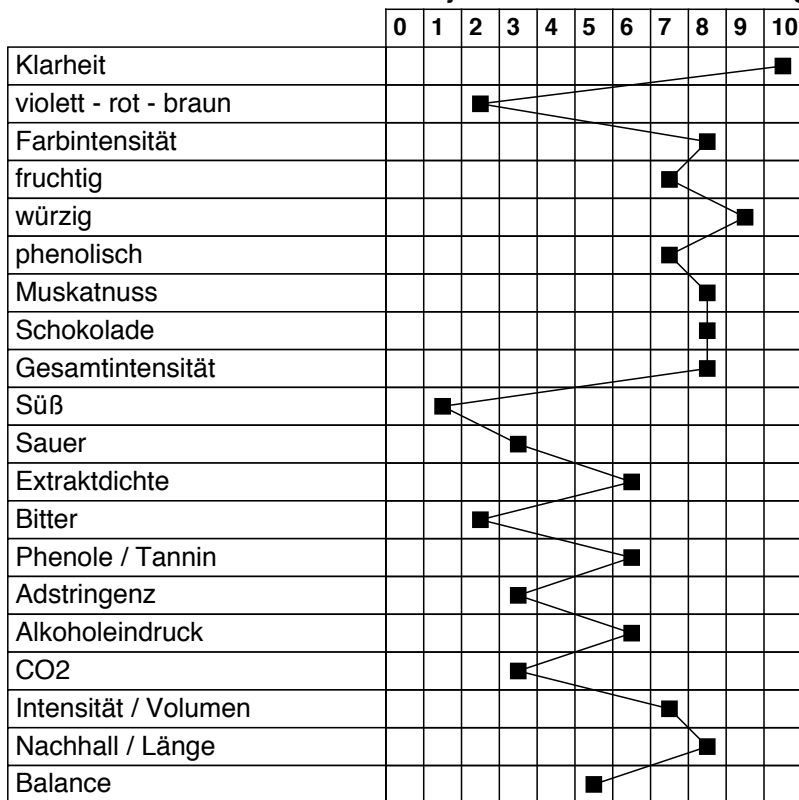 0 1 2 3 4 5 6 7 8 9 10
Klarheit
violett - rot - braun
Farbintensität
fruchtig
würzig
phenolisch
Muskatnuss
Schokolade
Gesamtintensität
Süß
Sauer
Extraktdichte
Bitter
Phenole / Tannin
Adstringenz
Alkoholeindruck
CO2
Intensität / Volumen
Nachhall / Länge
Balance